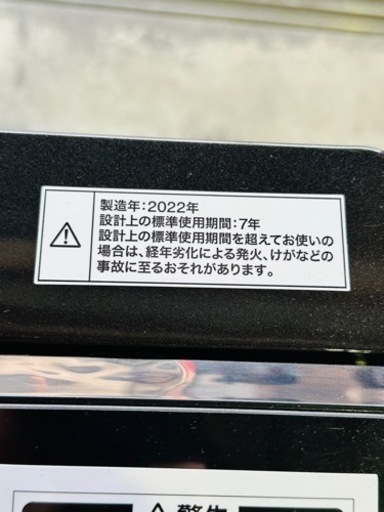 製造年:2022年
設計上の標準使用期間:7年
設計上の標準使用期間を超えてお使いの
場合は、経年劣化による発火、けがなどの
事故に至るおそれがあります。
警告